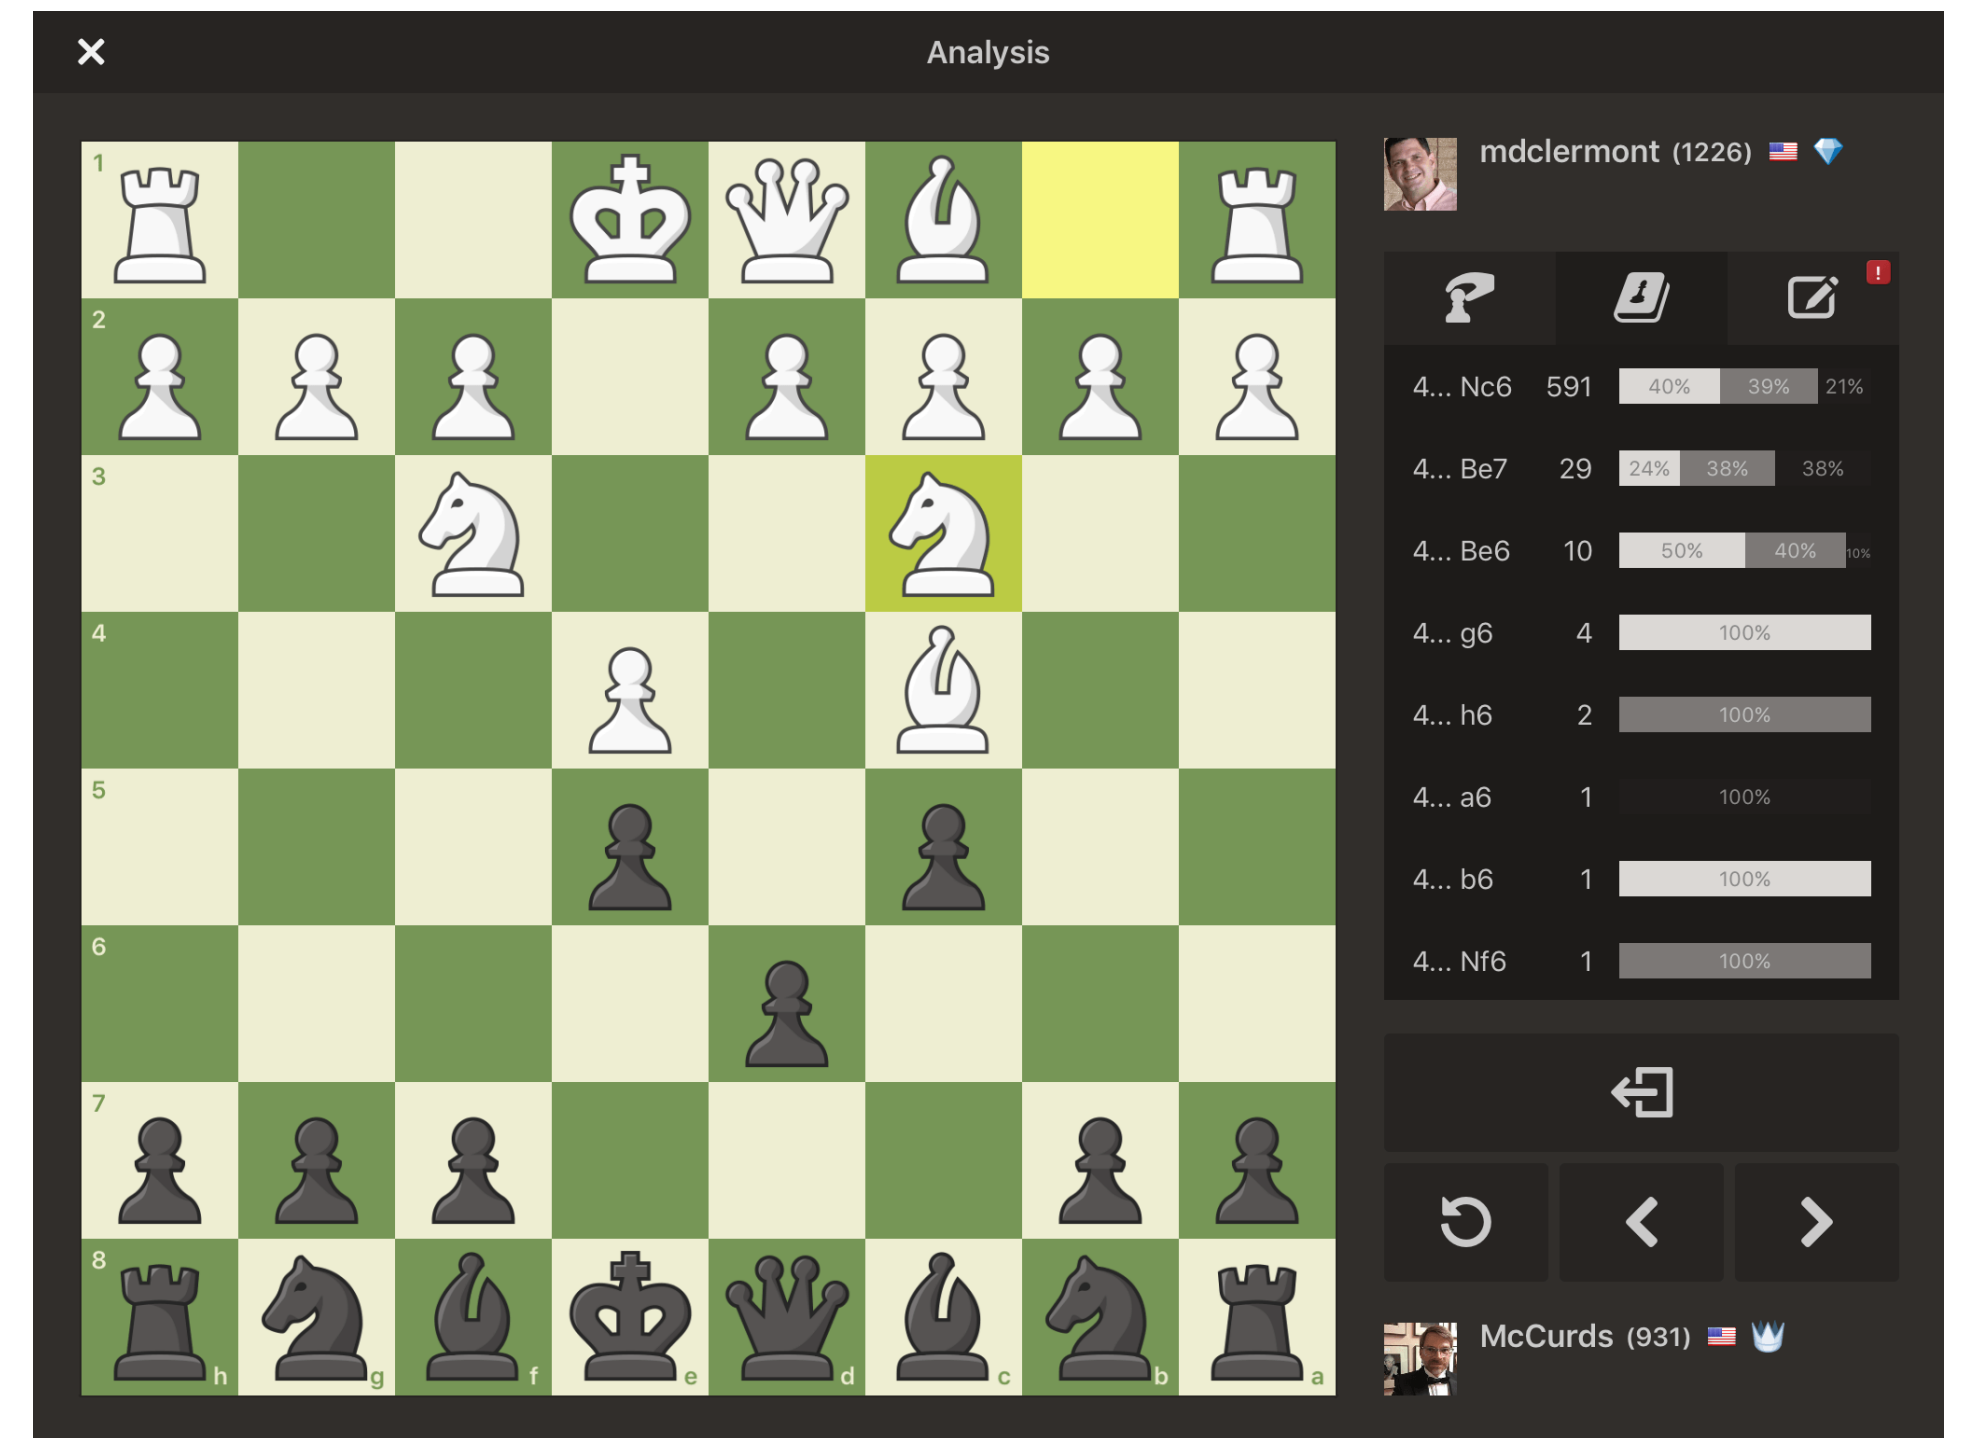 Analysis
mdclermont (1226)
!
4... Nc6 591 40% 39% 21%
4... Be7 29 24% 38% 38%
4... Be6 10 50% 40% 10%
4... g6 4 100%
4... h6 2 100%
4... a6 1 100%
4... b6 1 100%
4... Nf6 1 100%
McCurds (931)
1
2
3
4
5
6
7
8
h g f e d c b a